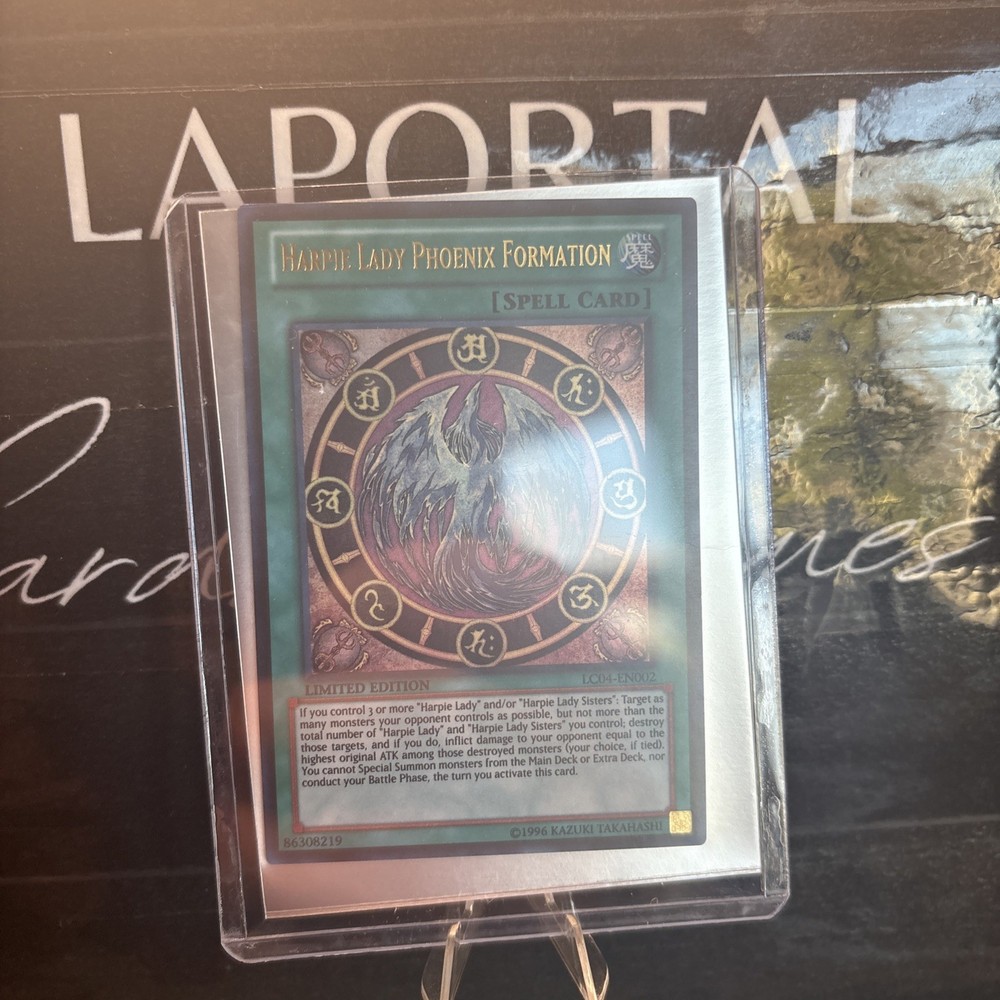 LAPORTAL
HARPIE LADY PHOENIX FORMATION
SPELL
魔
[SPELL CARD]
LIMITED EDITION
LC04-EN002
If you control 3 or more "Harpie Lady" and/or "Harpie Lady Sisters": Target as
many monsters your opponent controls as possible, but not more than the
total number of "Harpie Lady" and "Harpie Lady Sisters" you control; destroy
those targets, and if you do, inflict damage to your opponent equal to the
highest original ATK among those destroyed monsters (your choice, if tied).
You cannot Special Summon monsters from the Main Deck or Extra Deck, nor
conduct your Battle Phase, the turn you activate this card.
86308219
©1996 KAZUKI TAKAHASHI